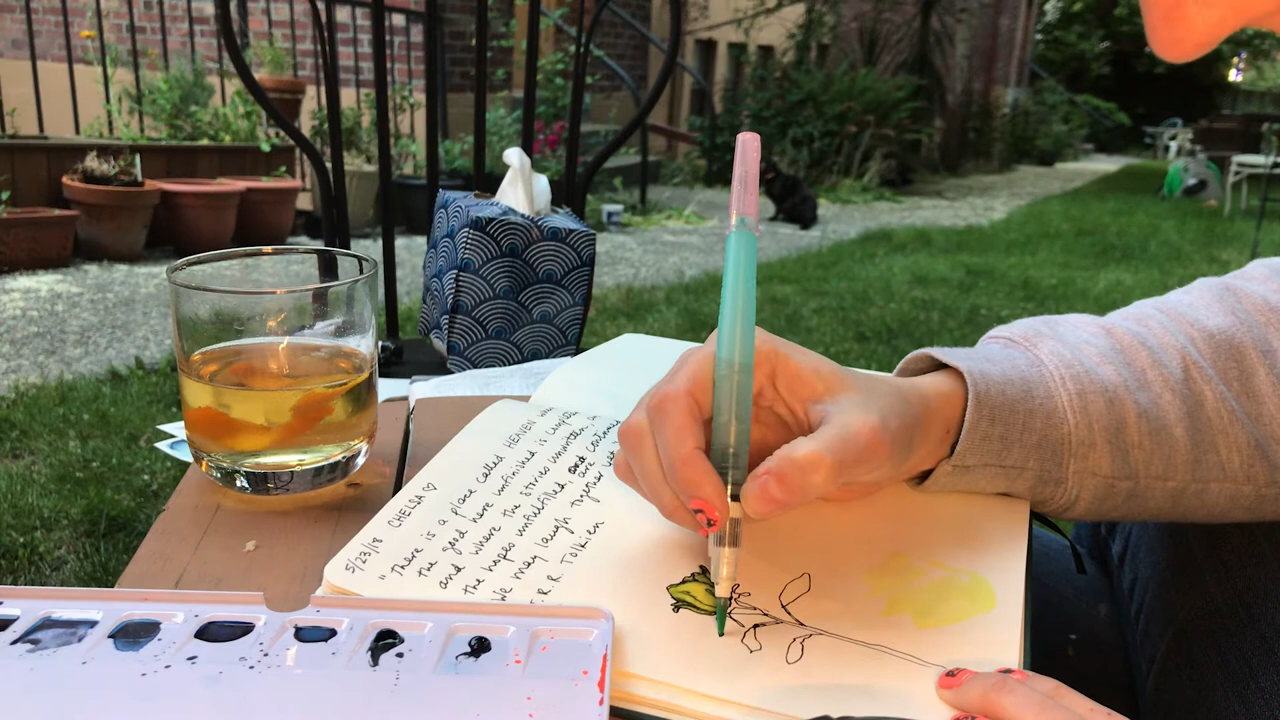 5/23/18 CHELSA ♡
"There is a place called HEAVEN where
the good here unfinished is completed
and where the stories unwritten, and
the hopes unfulfilled, are continued
We may laugh together yet
J.R.R. Tolkien